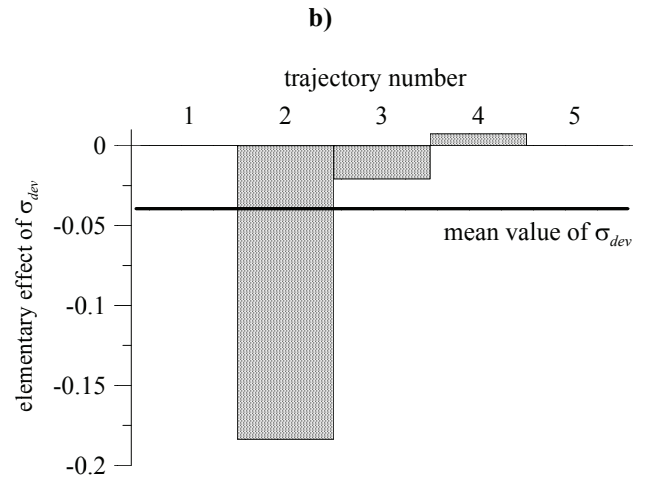 b)
trajectory number
1 2 3 4 5
0
-0.05
-0.1
-0.15
-0.2
elementary effect of σdev
mean value of σdev